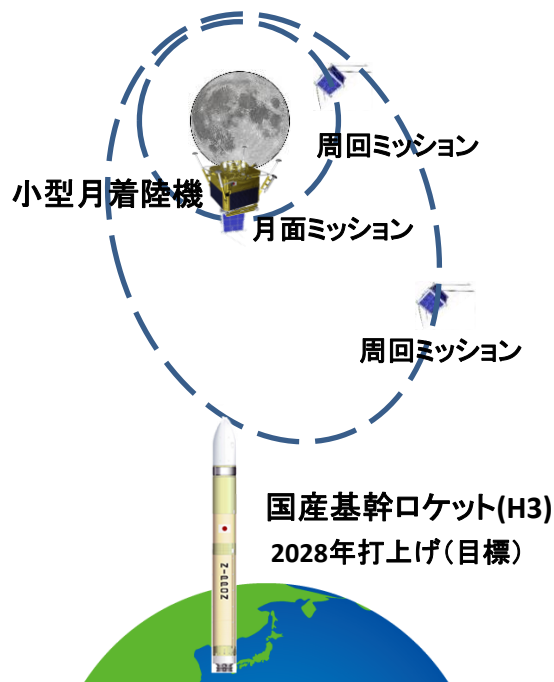 周回ミッション
小型月着陸機
月面ミッション
周回ミッション
国産基幹ロケット(H3)
2028年打上げ(目標)
NIPPON